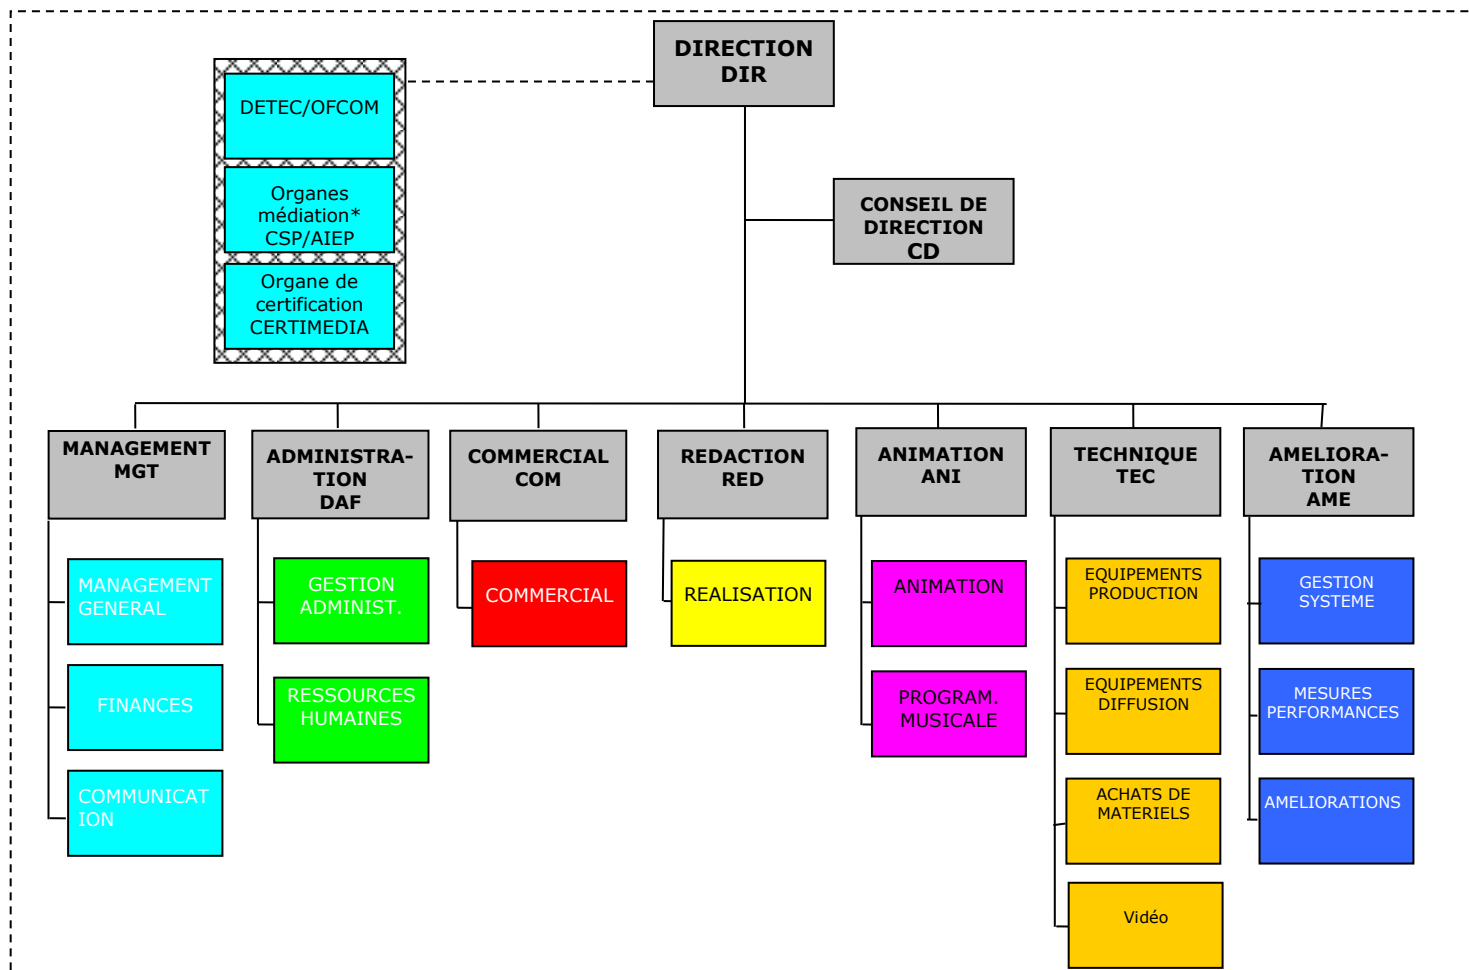 DIRECTION
DIR
DETEC/OFCOM
Organes
médiation*
CSP/AIEP
Organe de
certification
CERTIMEDIA
CONSEIL DE
DIRECTION
CD
MANAGEMENT
MGT
ADMINISTRA-
TION
DAF
COMMERCIAL
COM
REDACTION
RED
ANIMATION
ANI
TECHNIQUE
TEC
AMELIORA-
TION
AME
MANAGEMENT
GENERAL
FINANCES
COMMUNICAT
ION
GESTION
ADMINIST.
RESSOURCES
HUMAINES
COMMERCIAL
REALISATION
ANIMATION
PROGRAM.
MUSICALE
EQUIPEMENTS
PRODUCTION
EQUIPEMENTS
DIFFUSION
ACHATS DE
MATERIELS
Vidéo
GESTION
SYSTEME
MESURES
PERFORMANCES
AMELIORATIONS